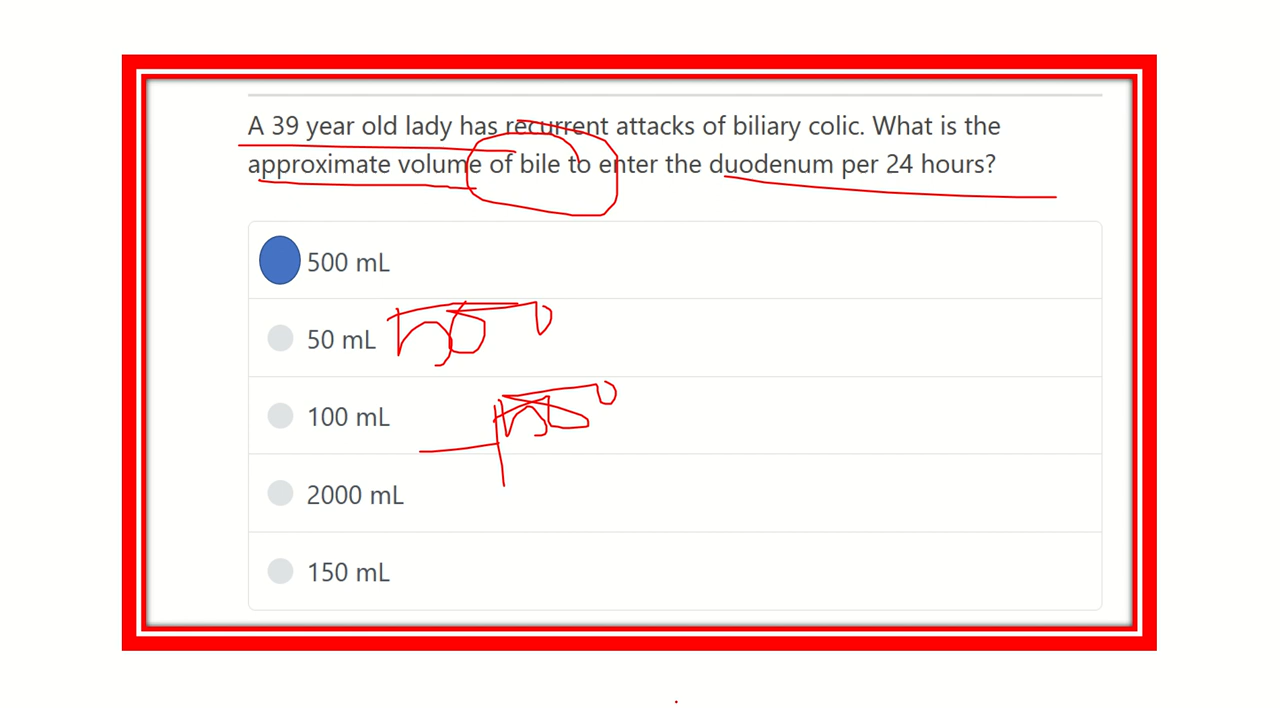 A 39 year old lady has recurrent attacks of biliary colic. What is the
approximate volume of bile to enter the duodenum per 24 hours?
500 mL
50 mL
100 mL
2000 mL
150 mL